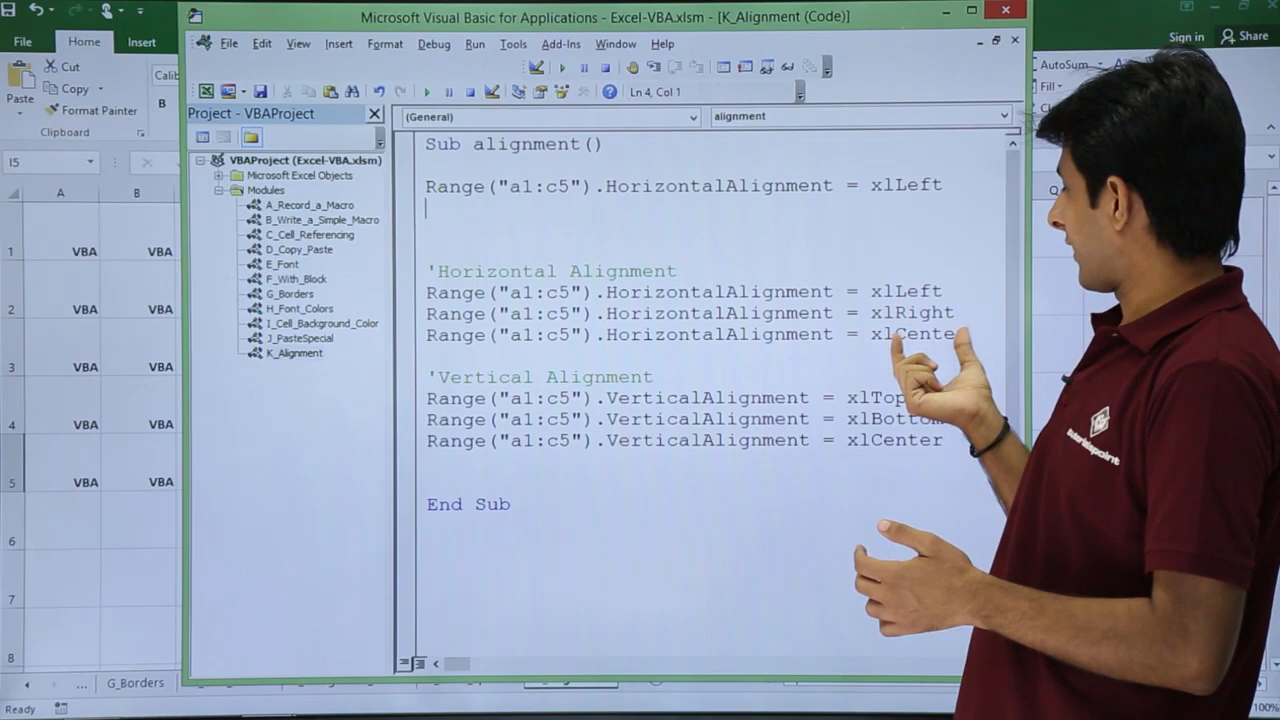 Microsoft Visual Basic for Applications - Excel-VBA.xlsm - [K_Alignment (Code)]
File Home Insert
Sign in Share
File Edit View Insert Format Debug Run Tools Add-Ins Window Help
Cut
Copy
Format Painter
Paste
Clipboard
Calib
B
AutoSum
Fill
Ln 4, Col 1
Project - VBAProject
(General)
alignment
I5
A B
1 VBA VBA
2 VBA VBA
3 VBA VBA
4 VBA VBA
5 VBA VBA
6
7
8
VBAProject (Excel-VBA.xlsm)
Microsoft Excel Objects
Modules
A_Record_a_Macro
B_Write_a_Simple_Macro
C_Cell_Referencing
D_Copy_Paste
E_Font
F_With_Block
G_Borders
H_Font_Colors
I_Cell_Background_Color
J_PasteSpecial
K_Alignment
Sub alignment()
Range("a1:c5").HorizontalAlignment = xlLeft
'Horizontal Alignment
Range("a1:c5").HorizontalAlignment = xlLeft
Range("a1:c5").HorizontalAlignment = xlRight
Range("a1:c5").HorizontalAlignment = xlCente
'Vertical Alignment
Range("a1:c5").VerticalAlignment = xlTop
Range("a1:c5").VerticalAlignment = xlBottom
Range("a1:c5").VerticalAlignment = xlCenter
End Sub
tutorialspoint
... G_Borders
Ready
100%